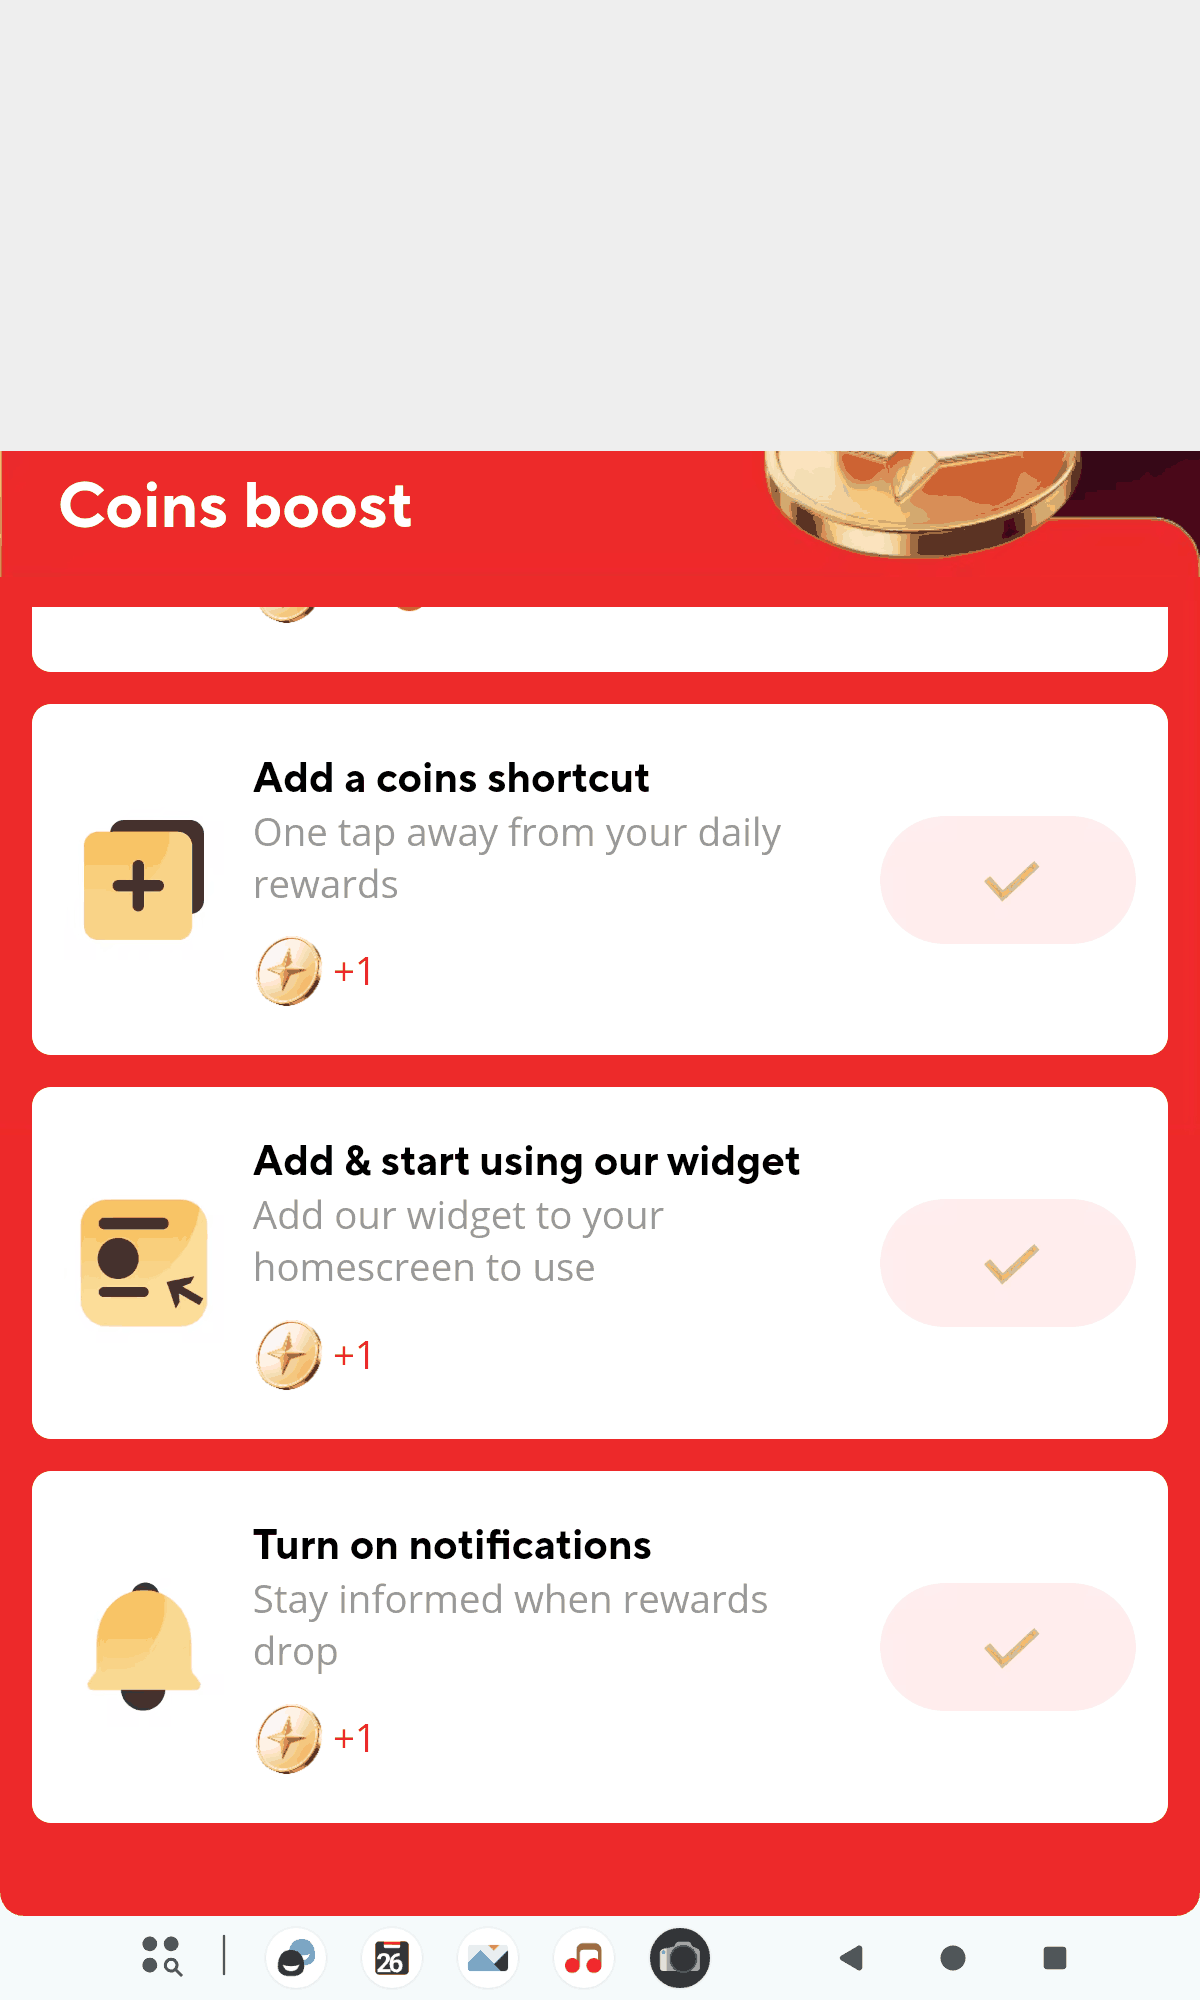 Coins boost
Add a coins shortcut
One tap away from your daily
rewards
+1
Add & start using our widget
Add our widget to your
homescreen to use
+1
Turn on notifications
Stay informed when rewards
drop
+1
26